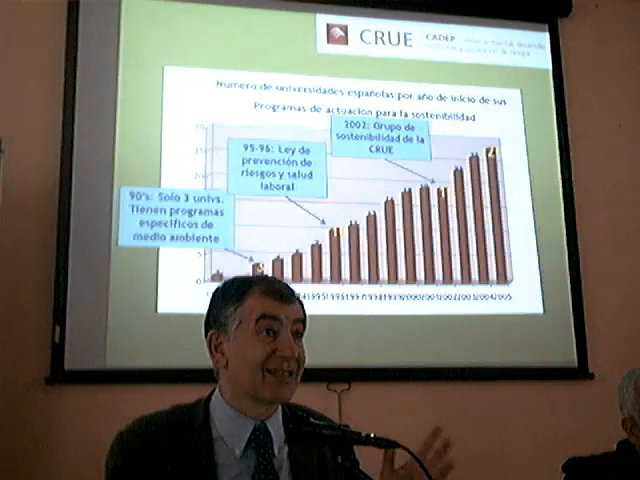 CRUE CADEP
Número de universidades españolas por año de inicio de sus
Programas de actuación para la sostenibilidad
2002: Grupo de
sostenibilidad de la
CRUE
95-96: Ley de
prevención de
riesgos y salud
laboral
90's: Solo 3 univs.
Tienen programas
específicos de
medio ambiente